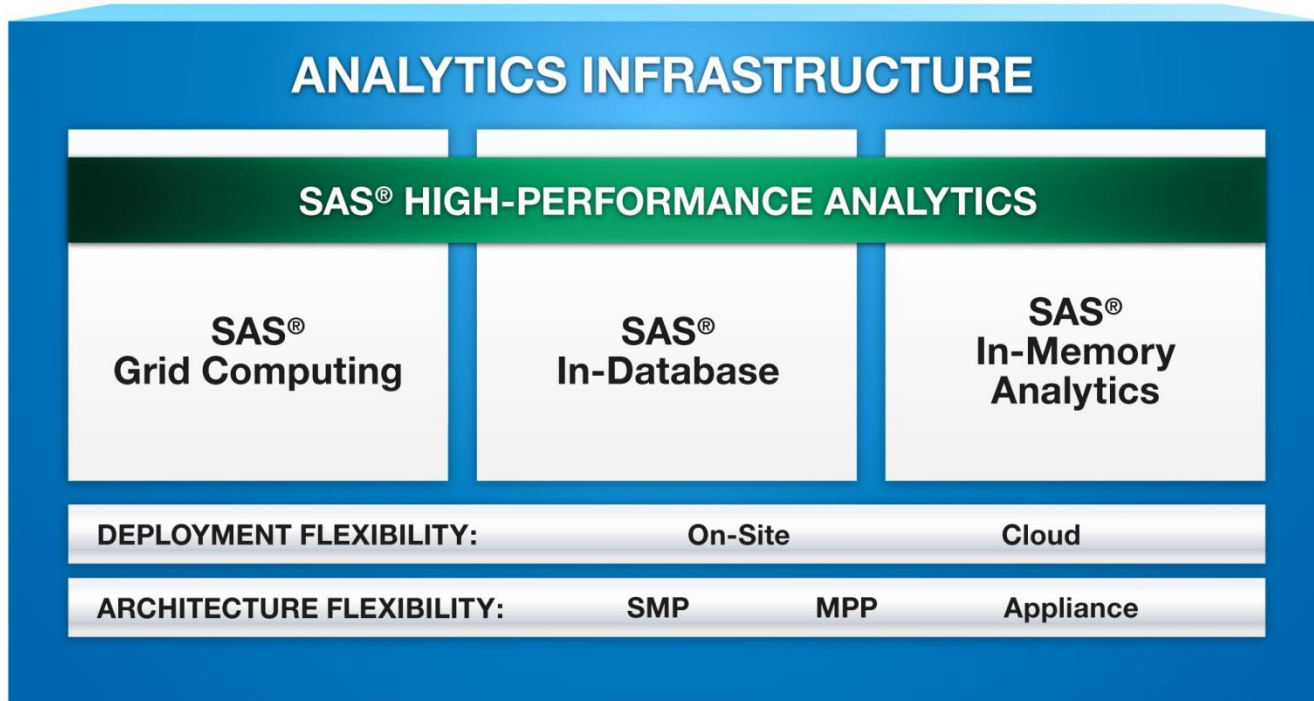 ANALYTICS INFRASTRUCTURE
SAS® HIGH-PERFORMANCE ANALYTICS
SAS®
Grid Computing
SAS®
In-Database
SAS®
In-Memory
Analytics
DEPLOYMENT FLEXIBILITY: On-Site Cloud
ARCHITECTURE FLEXIBILITY: SMP MPP Appliance